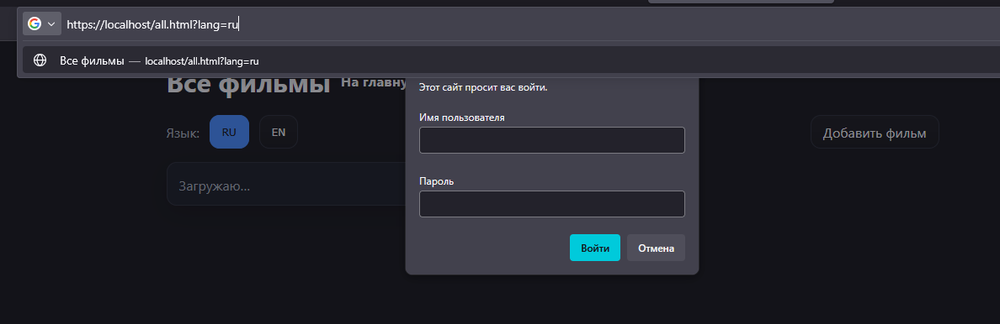 https://localhost/all.html?lang=ru
Все фильмы — localhost/all.html?lang=ru
Все фильмы На главну
Этот сайт просит вас войти.
Имя пользователя
Язык: RU EN
Добавить фильм
Загружаю...
Пароль
Войти Отмена